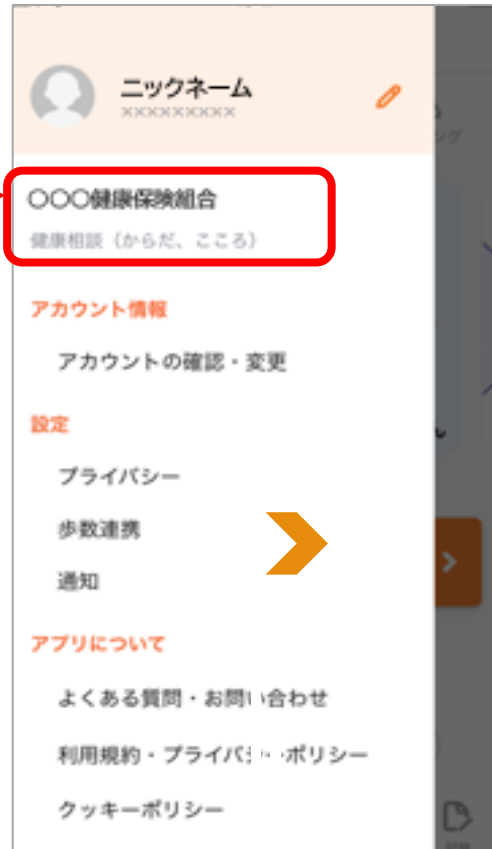 ニックネーム
×××××××××
ング
〇〇〇健康保険組合
健康相談（からだ、こころ）
アカウント情報
アカウントの確認・変更
設定
ん
プライバシー
歩数連携
通知
アプリについて
よくある質問・お問い合わせ
利用規約・プライバシーポリシー
クッキーポリシー